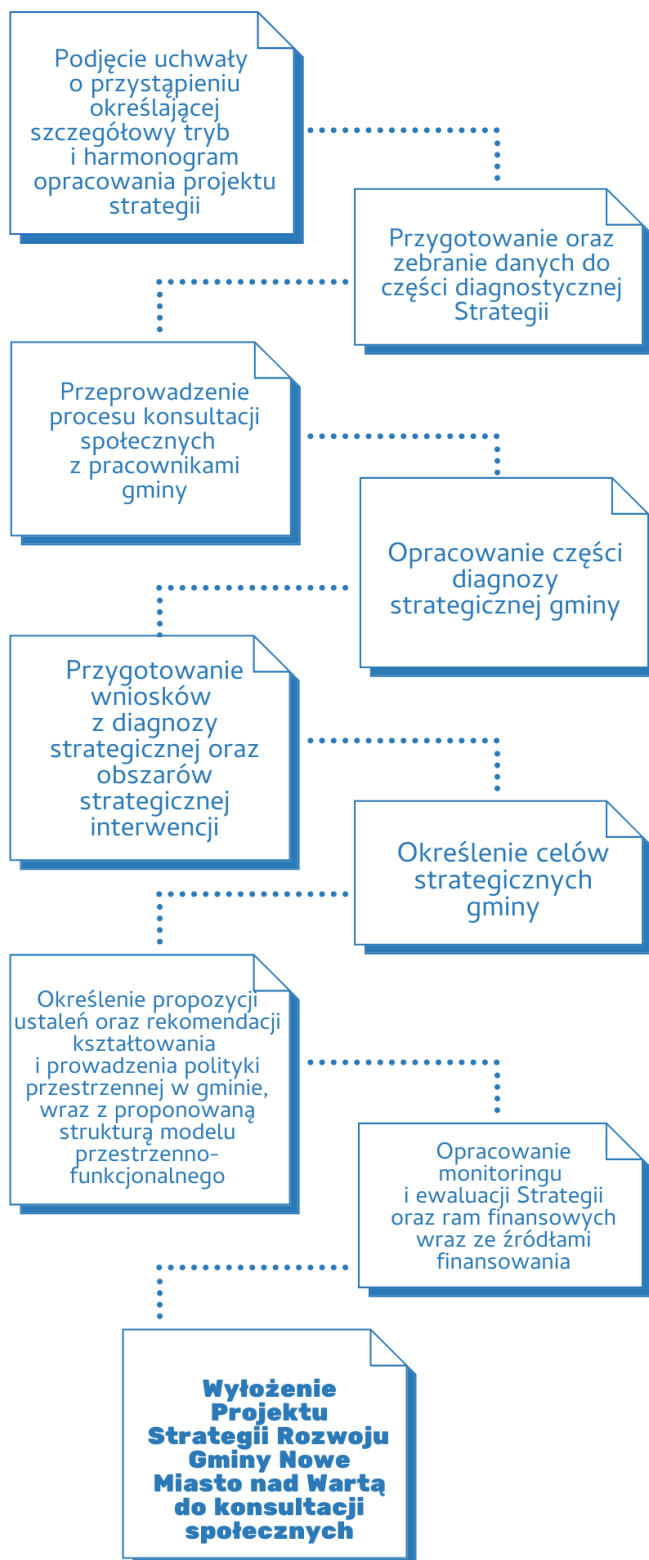 Podjęcie uchwały
o przystąpieniu
określającej
szczegółowy tryb
i harmonogram
opracowania projektu
strategii
Przygotowanie oraz
zebranie danych do
części diagnostycznej
Strategii
Przeprowadzenie
procesu konsultacji
społecznych
z pracownikami
gminy
Opracowanie części
diagnozy
strategicznej gminy
Przygotowanie
wniosków
z diagnozy
strategicznej oraz
obszarów
strategicznej
interwencji
Określenie celów
strategicznych
gminy
Określenie propozycji
ustaleń oraz rekomendacji
kształtowania
i prowadzenia polityki
przestrzennej w gminie,
wraz z proponowaną
strukturą modelu
przestrzenno-
funkcjonalnego
Opracowanie
monitoringu
i ewaluacji Strategii
oraz ram finansowych
wraz ze źródłami
finansowania
Wyłożenie
Projektu
Strategii Rozwoju
Gminy Nowe
Miasto nad Wartą
do konsultacji
społecznych